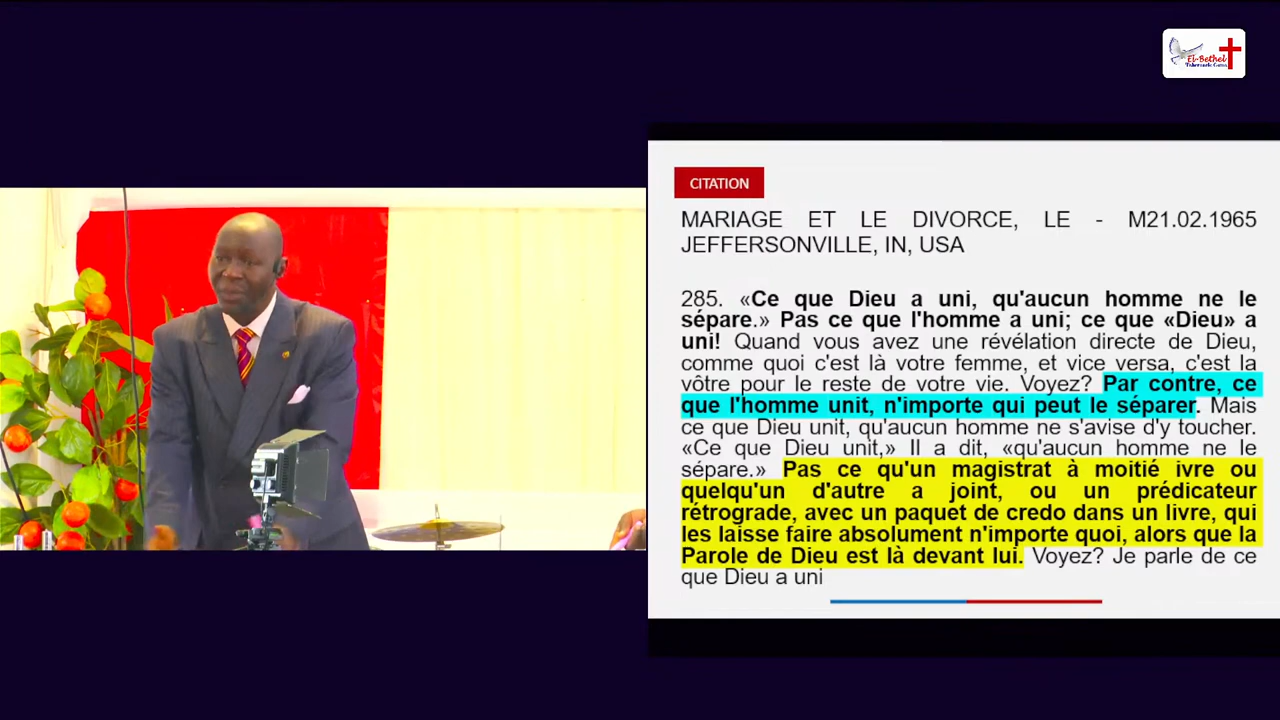 El-Bethel
CITATION
MARIAGE ET LE DIVORCE, LE - M21.02.1965
JEFFERSONVILLE, IN, USA
285. «Ce que Dieu a uni, qu'aucun homme ne le
sépare.» Pas ce que l'homme a uni; ce que «Dieu» a
uni! Quand vous avez une révélation directe de Dieu,
comme quoi c'est là votre femme, et vice versa, c'est la
vôtre pour le reste de votre vie. Voyez? Par contre, ce
que l'homme unit, n'importe qui peut le séparer. Mais
ce que Dieu unit, qu'aucun homme ne s'avise d'y toucher.
«Ce que Dieu unit,» Il a dit, «qu'aucun homme ne le
sépare.» Pas ce qu'un magistrat à moitié ivre ou
quelqu'un d'autre a joint, ou un prédicateur
rétrograde, avec un paquet de credo dans un livre, qui
les laisse faire absolument n'importe quoi, alors que la
Parole de Dieu est là devant lui. Voyez? Je parle de ce
que Dieu a uni